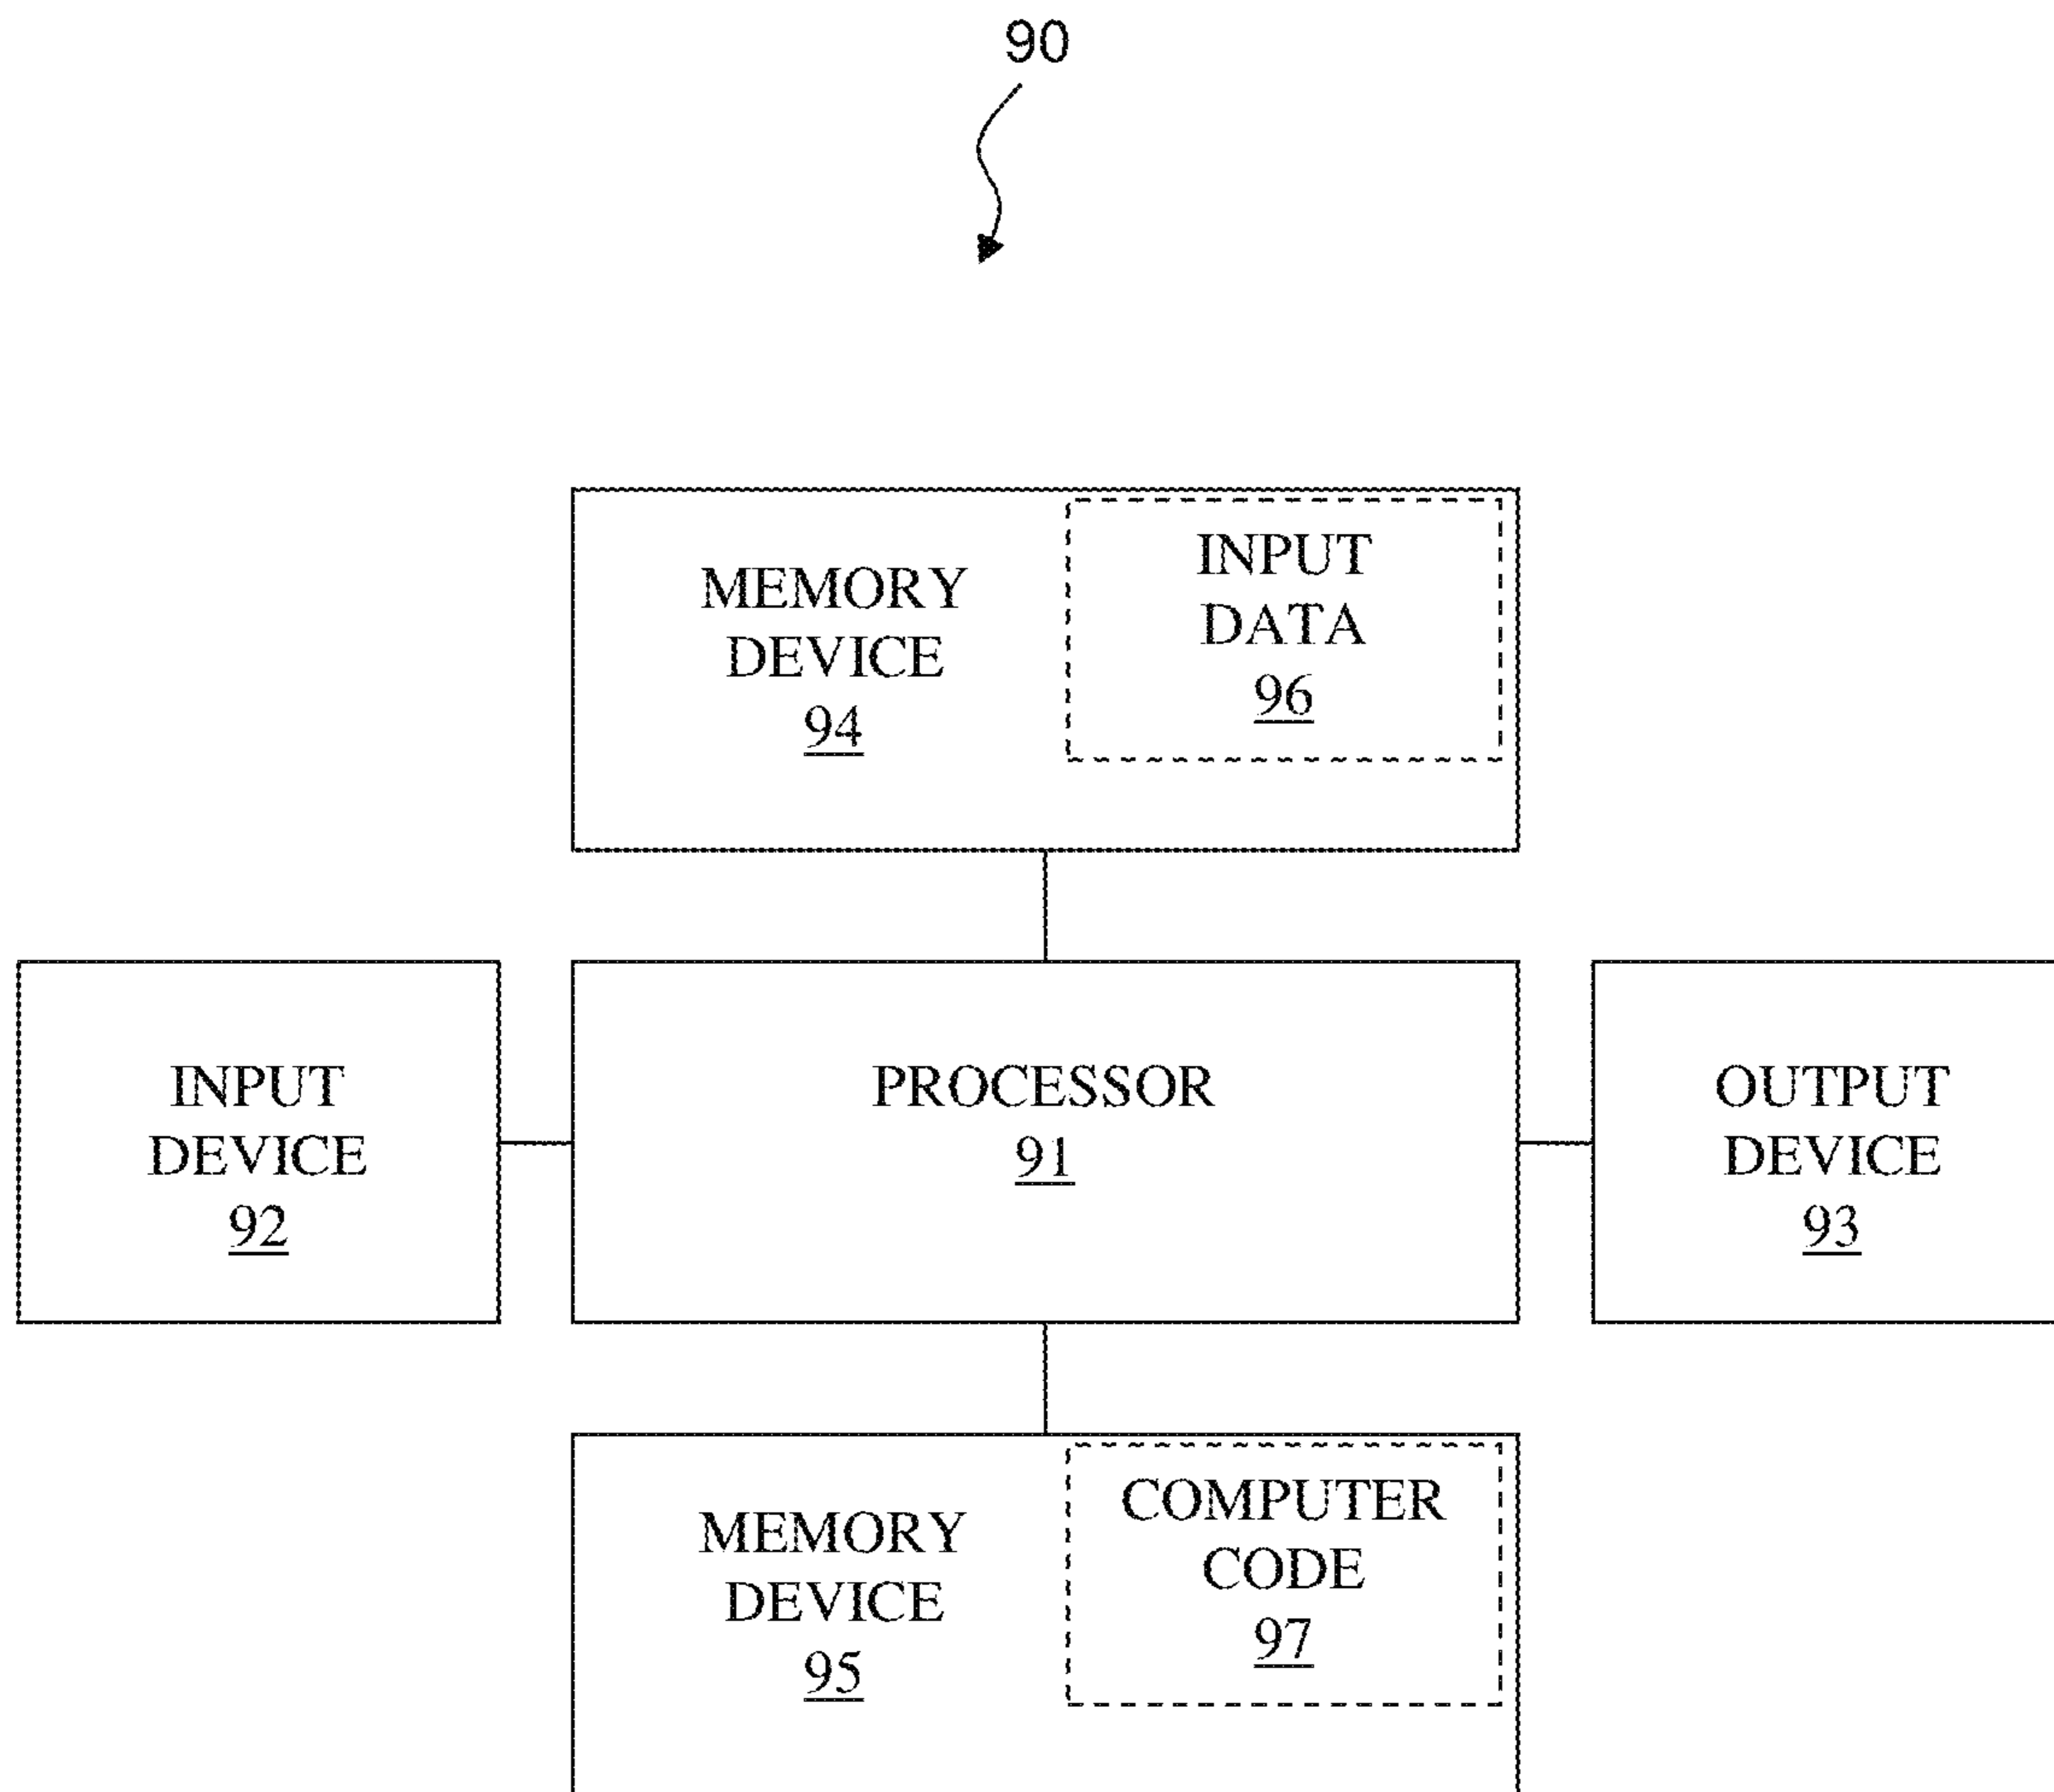 90
MEMORY
DEVICE
94
INPUT
DATA
96
INPUT
DEVICE
92
PROCESSOR
91
OUTPUT
DEVICE
93
MEMORY
DEVICE
95
COMPUTER
CODE
97